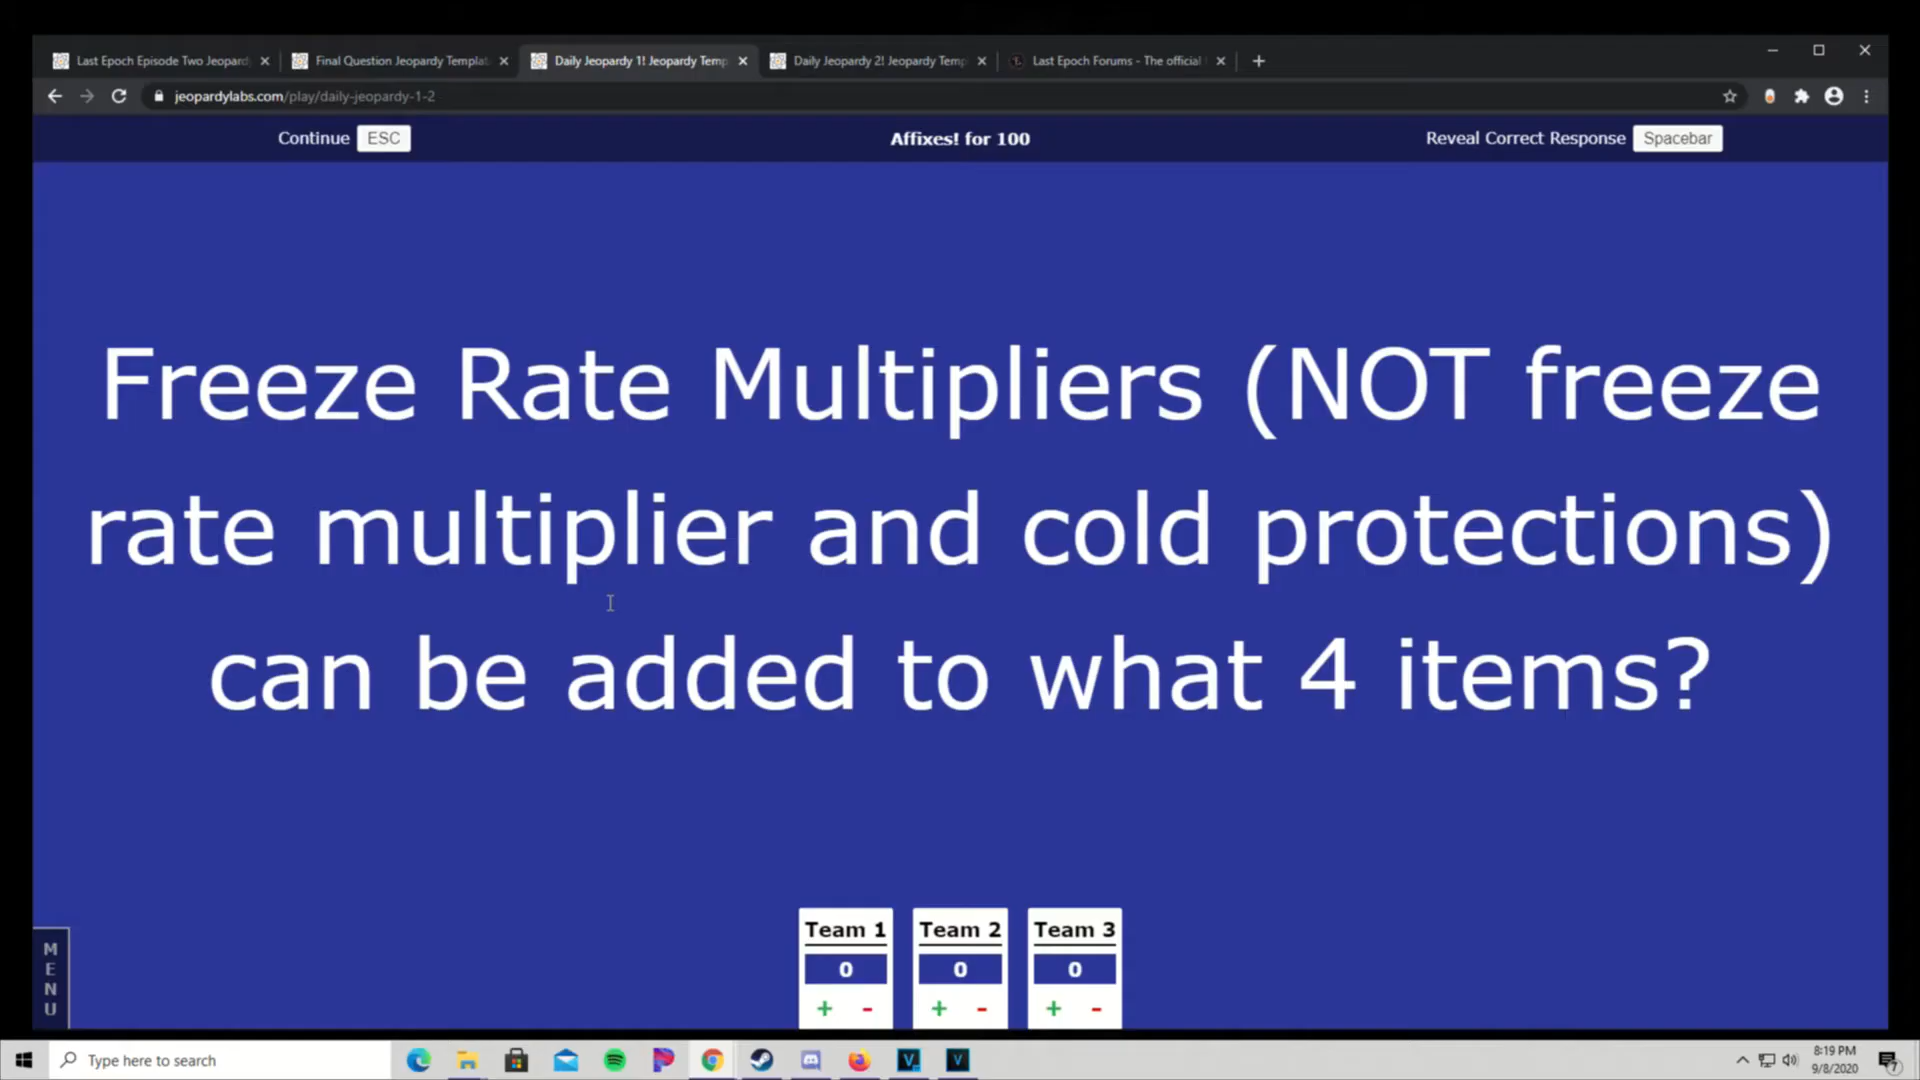 Last Epoch Episode Two Jeopard
Final Question Jeopardy Templat
Daily Jeopardy 1! Jeopardy Temp
Daily Jeopardy 2! Jeopardy Temp
Last Epoch Forums - The official
jeopardylabs.com/play/daily-jeopardy-1-2
Continue ESC
Affixes! for 100
Reveal Correct Response Spacebar
Freeze Rate Multipliers (NOT freeze
rate multiplier and cold protections)
can be added to what 4 items?
MENU
Team 1 Team 2 Team 3
0 0 0
+ - + - + -
Type here to search
8:19 PM
9/8/2020
7